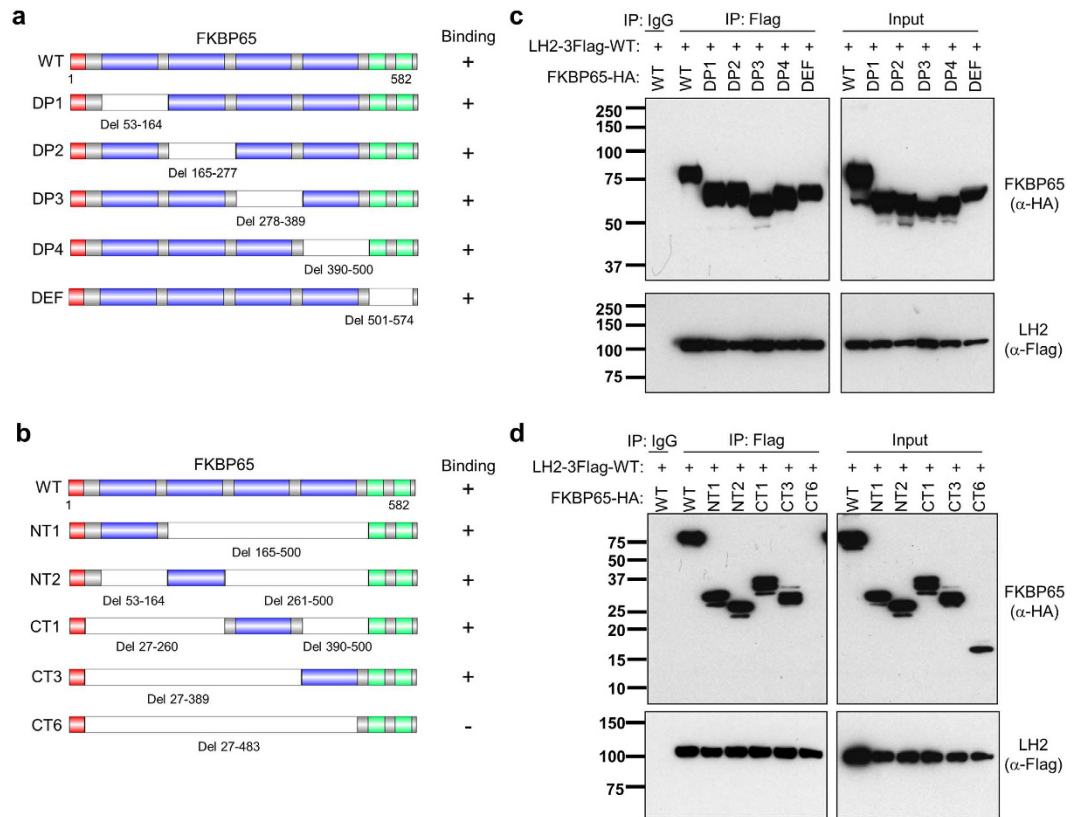 a
FKBP65
Binding
WT
+
1
582
DP1
+
Del 53-164
DP2
+
Del 165-277
DP3
+
Del 278-389
DP4
+
Del 390-500
DEF
+
Del 501-574
b
FKBP65
Binding
WT
+
1
582
NT1
+
Del 165-500
NT2
+
Del 53-164
Del 261-500
CT1
+
Del 27-260
Del 390-500
CT3
+
Del 27-389
CT6
-
Del 27-483
c
IP: IgG
IP: Flag
Input
LH2-3Flag-WT: + + + + + + + + + + + + +
FKBP65-HA: WT WT DP1 DP2 DP3 DP4 DEF WT DP1 DP2 DP3 DP4 DEF
250
150
100
75
50
37
FKBP65
(α-HA)
250
150
100
75
LH2
(α-Flag)
d
IP: IgG
IP: Flag
Input
LH2-3Flag-WT: + + + + + + + + + + + + +
FKBP65-HA: WT WT NT1 NT2 CT1 CT3 CT6 WT NT1 NT2 CT1 CT3 CT6
75
50
37
25
20
15
10
FKBP65
(α-HA)
150
100
75
LH2
(α-Flag)